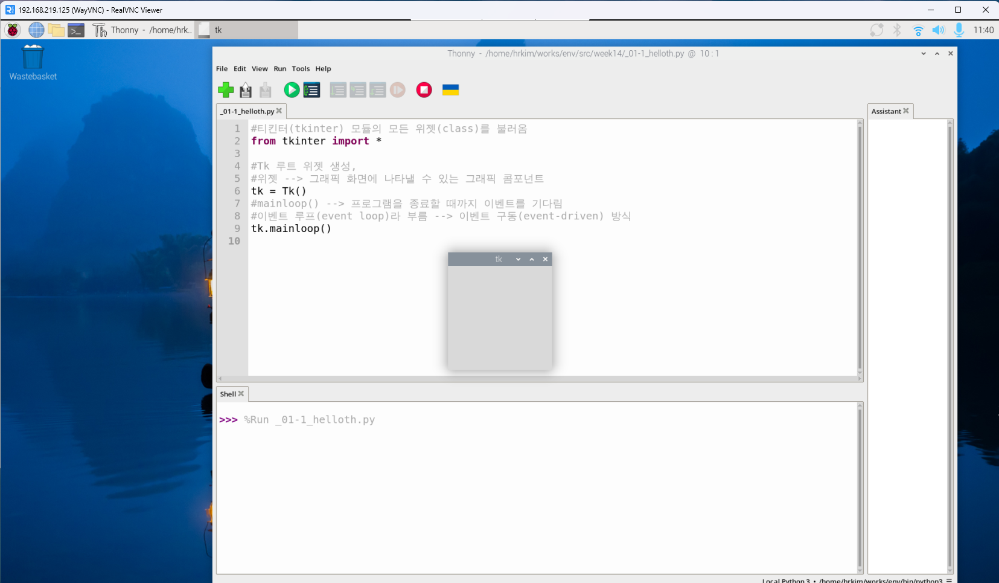 192.168.219.125 (WayVNC) - RealVNC Viewer
Thonny - /home/hrk..
tk
11:40
Wastebasket
Thonny - /home/hrkim/works/env/src/week14/_01-1_helloth.py @ 10 : 1
File Edit View Run Tools Help
_01-1_helloth.py
Assistant
1 #티킨터(tkinter) 모듈의 모든 위젯(class)를 불러옴
2 from tkinter import *
3
4 #Tk 루트 위젯 생성,
5 #위젯 --> 그래픽 화면에 나타낼 수 있는 그래픽 콤포넌트
6 tk = Tk()
7 #mainloop() --> 프로그램을 종료할 때까지 이벤트를 기다림
8 #이벤트 루프(event loop)라 부름 --> 이벤트 구동(event-driven) 방식
9 tk.mainloop()
10
tk
Shell
>>> %Run _01-1_helloth.py
Local Python 3 • /home/hrkim/works/env/bin/python3